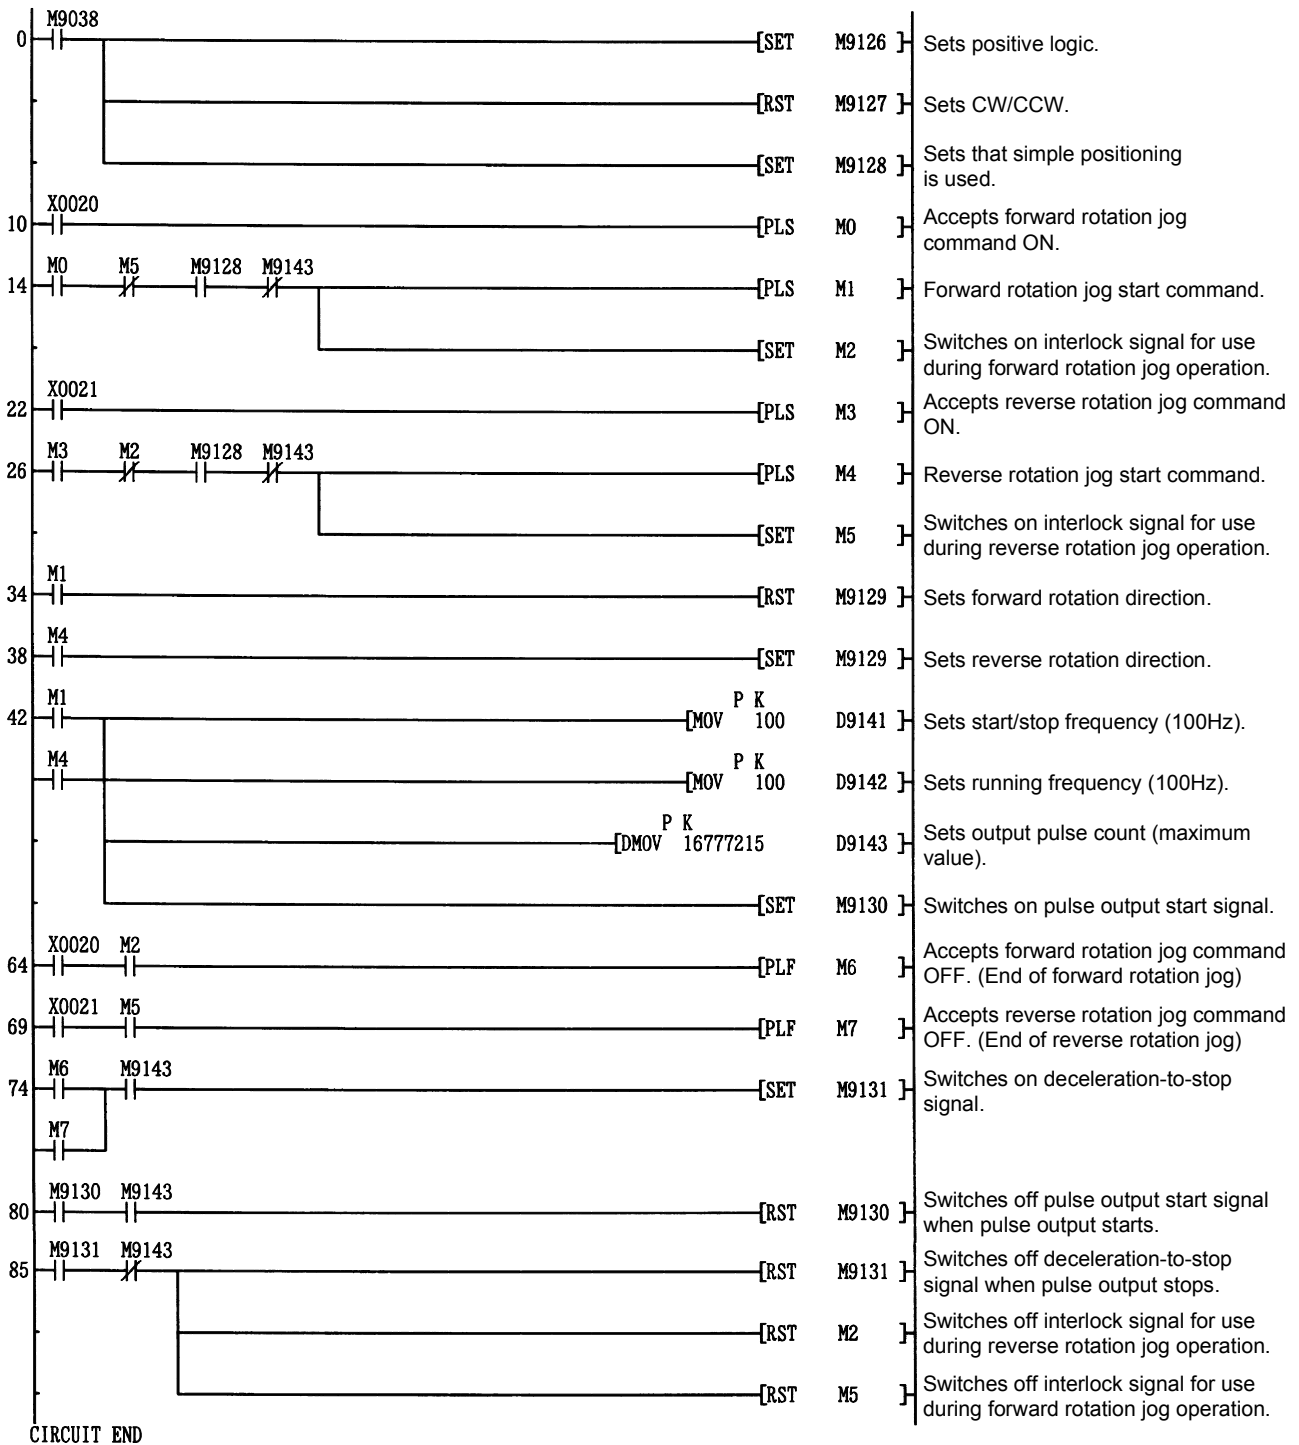 M9038
0 [SET M9126 ] Sets positive logic.
[RST M9127 ] Sets CW/CCW.
[SET M9128 ] Sets that simple positioning
is used.
X0020
10 [PLS M0 ] Accepts forward rotation jog
command ON.
M0 M5 M9128 M9143
14 [PLS M1 ] Forward rotation jog start command.
[SET M2 ] Switches on interlock signal for use
during forward rotation jog operation.
X0021
22 [PLS M3 ] Accepts reverse rotation jog command
ON.
M3 M2 M9128 M9143
26 [PLS M4 ] Reverse rotation jog start command.
[SET M5 ] Switches on interlock signal for use
during reverse rotation jog operation.
M1
34 [RST M9129 ] Sets forward rotation direction.
M4
38 [SET M9129 ] Sets reverse rotation direction.
M1 P K
42 [MOV 100 D9141 ] Sets start/stop frequency (100Hz).
M4 P K
[MOV 100 D9142 ] Sets running frequency (100Hz).
P K
[DMOV 16777215 D9143 ] Sets output pulse count (maximum
value).
[SET M9130 ] Switches on pulse output start signal.
X0020 M2
64 [PLF M6 ] Accepts forward rotation jog command
OFF. (End of forward rotation jog)
X0021 M5
69 [PLF M7 ] Accepts reverse rotation jog command
OFF. (End of reverse rotation jog)
M6 M9143
74 [SET M9131 ] Switches on deceleration-to-stop
signal.
M7
M9130 M9143
80 [RST M9130 ] Switches off pulse output start signal
when pulse output starts.
M9131 M9143
85 [RST M9131 ] Switches off deceleration-to-stop
signal when pulse output stops.
[RST M2 ] Switches off interlock signal for use
during reverse rotation jog operation.
[RST M5 ] Switches off interlock signal for use
during forward rotation jog operation.
CIRCUIT END